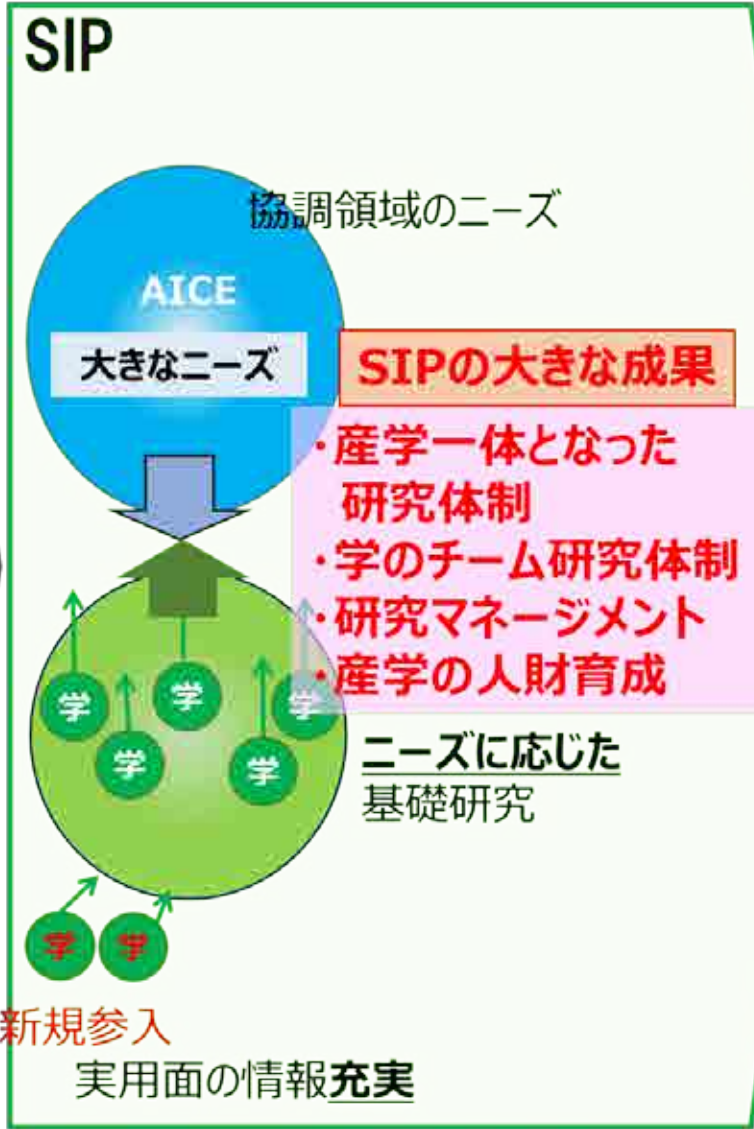 SIP
協調領域のニーズ
AICE
大きなニーズ
SIPの大きな成果
・産学一体となった
研究体制
・学のチーム研究体制
・研究マネージメント
・産学の人財育成
学
学
学
学
学
ニーズに応じた
基礎研究
学
学
新規参入
実用面の情報充実